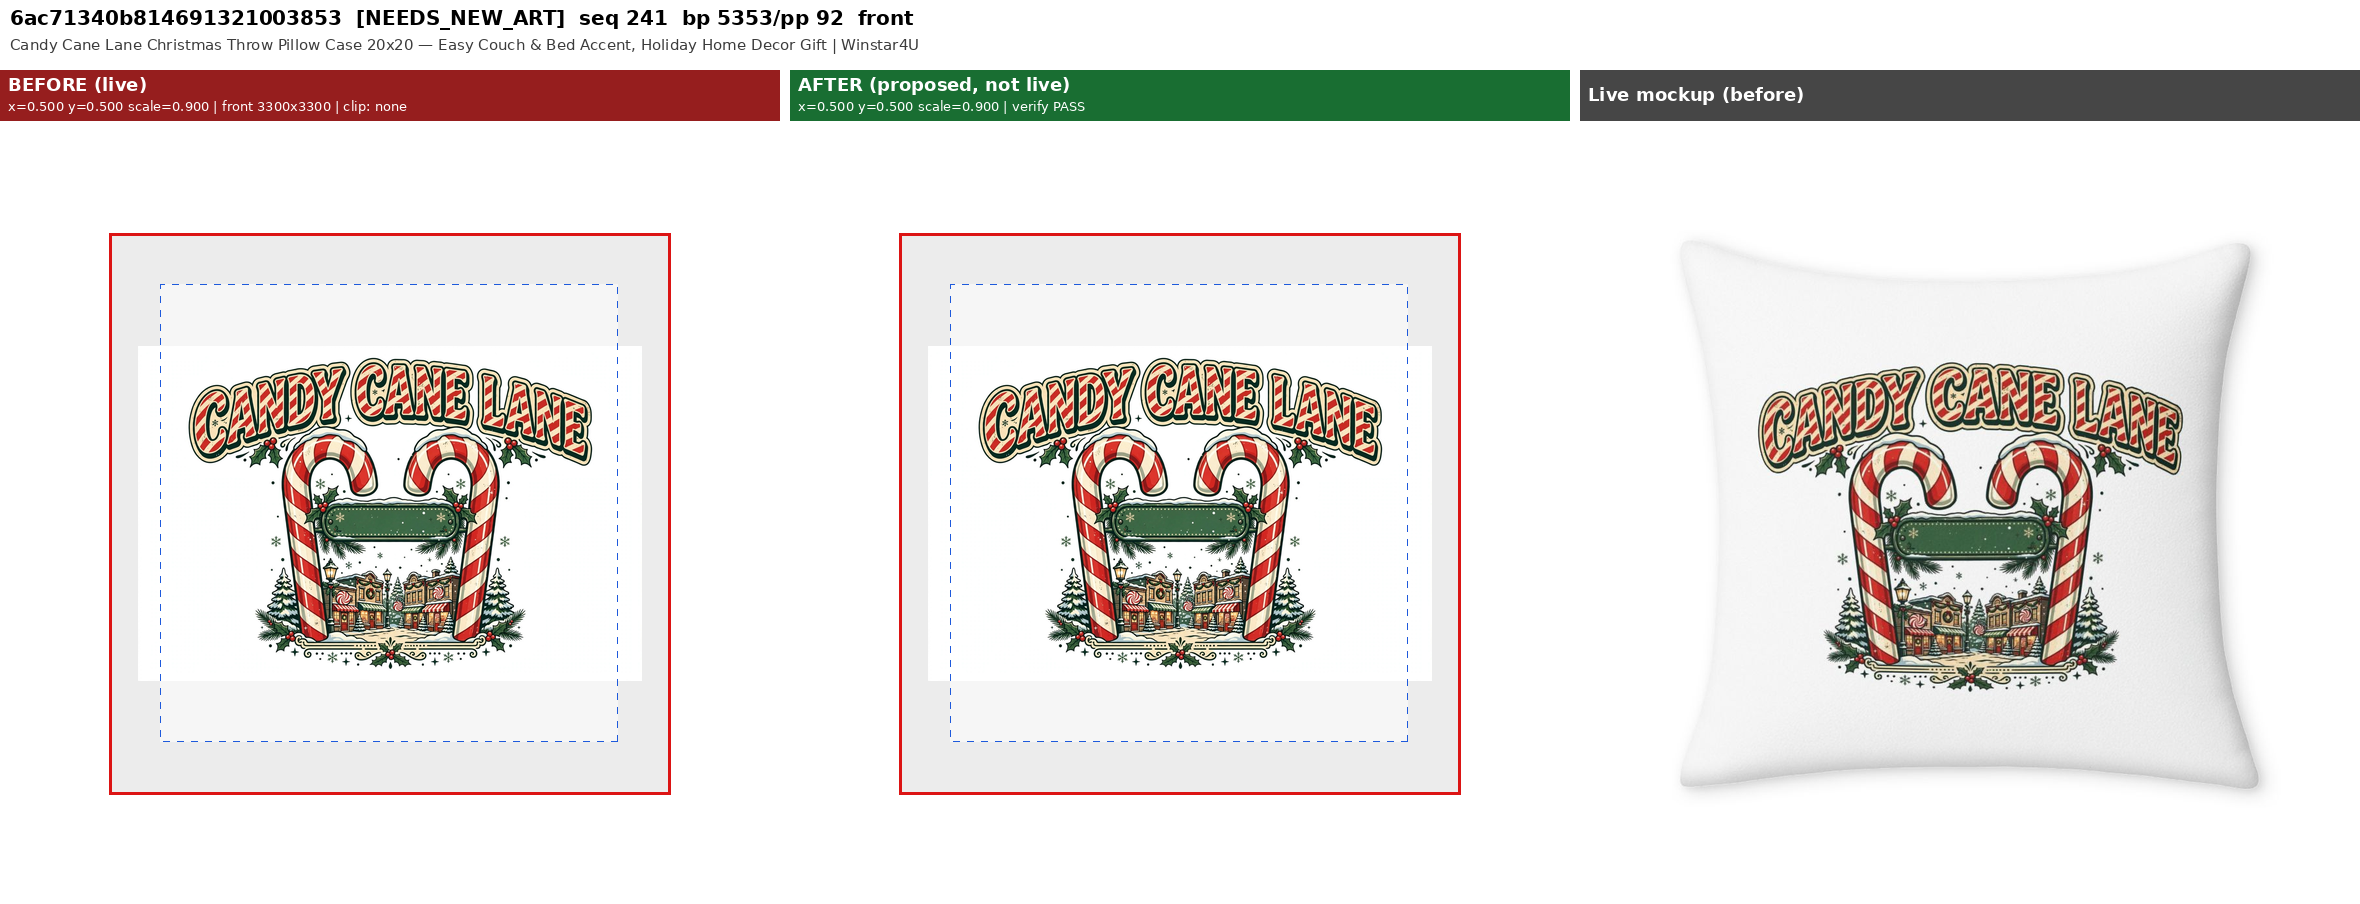 6ac71340b814691321003853  [NEEDS_NEW_ART]  seq 241  bp 5353/pp 92  front
Candy Cane Lane Christmas Throw Pillow Case 20x20 — Easy Couch & Bed Accent, Holiday Home Decor Gift | Winstar4U
BEFORE (live)
x=0.500 y=0.500 scale=0.900 | front 3300x3300 | clip: none
AFTER (proposed, not live)
x=0.500 y=0.500 scale=0.900 | verify PASS
Live mockup (before)
CANDY CANE LANE
CANDY CANE LANE
CANDY CANE LANE